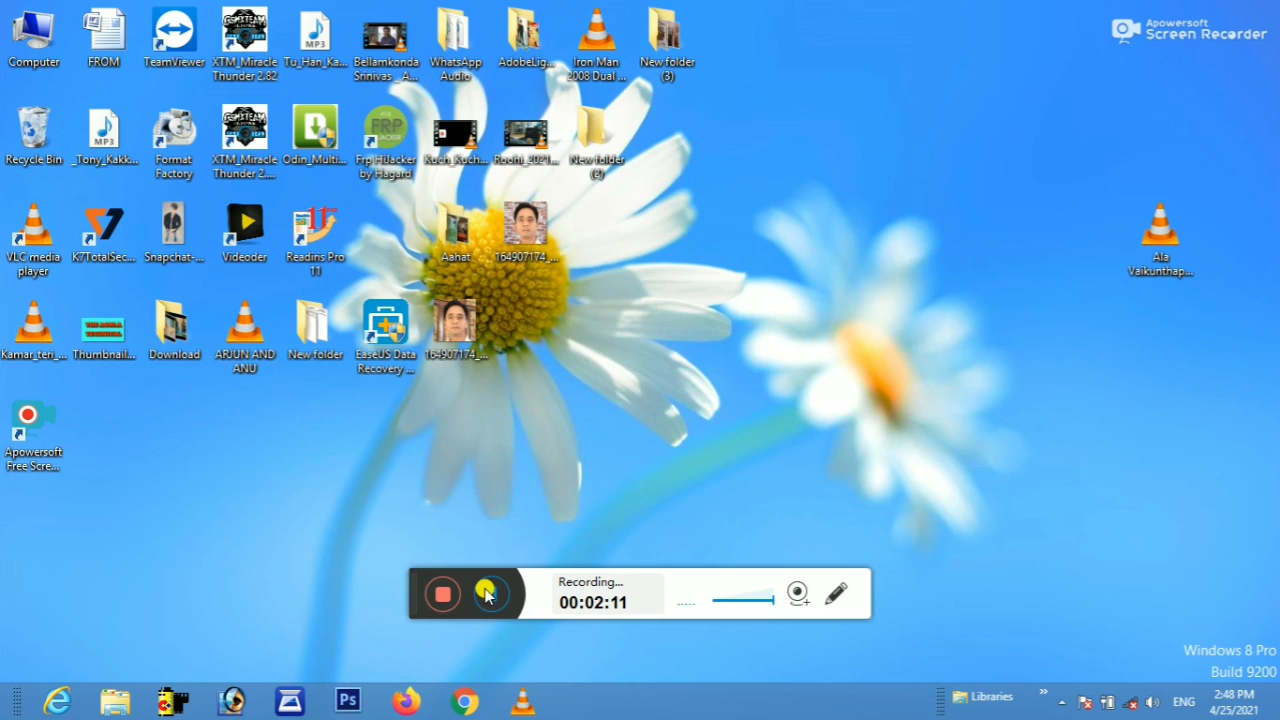 Computer
FROM
TeamViewer
XTM_Miracle
Thunder 2.82
MP3
Tu_Han_Ka...
Bellamkonda
Srinivas _ A...
WhatsApp
Audio
AdobeLig...
Iron Man
2008 Dual ...
New folder
(3)
Apowersoft
Screen Recorder
Recycle Bin
MP3
_Tony_Kakk...
Format
Factory
XTM_Miracle
Thunder 2....
Odin_Multi...
FRP
HIJACKER
Frp HiJacker
by Hagard
Kuch_Kuch...
Roohi_2021...
New folder
(2)
VLC media
player
K7TotalSec...
Snapchat-...
Videoder
Readiris Pro
11
Aahat
164907174_...
Ala
Vaikunthap...
Kamar_teri_...
Thumbnail...
Download
ARJUN AND
ANU
New folder
EaseUS Data
Recovery ...
164907174_...
Apowersoft
Free Scre...
Recording...
00:02:11
Windows 8 Pro
Build 9200
Ps
Libraries
ENG
2:48 PM
4/25/2021